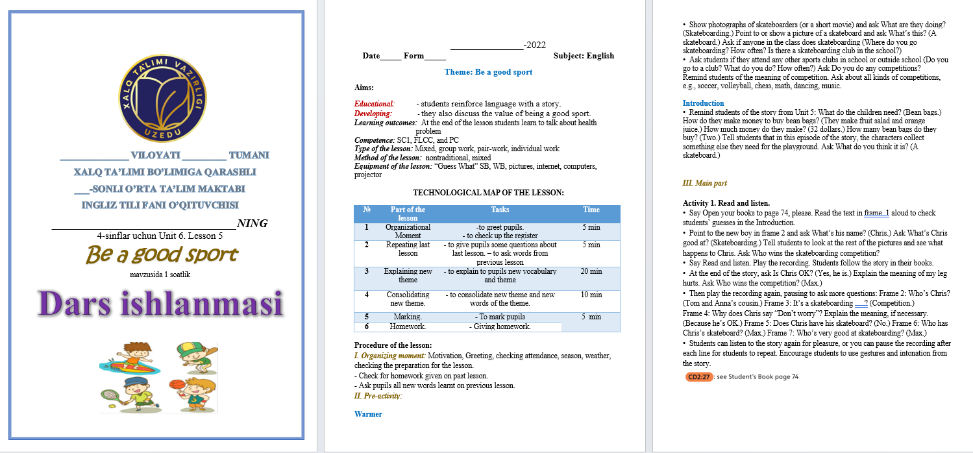 XALQ TA'LIMI VAZIRLIGI
UZEDU
____________ VILOYATI ________ TUMANI
XALQ TA'LIMI BO'LIMIGA QARASHLI
___-SONLI O'RTA TA'LIM MAKTABI
INGLIZ TILI FANI O'QITUVCHISI
____________________________NING
4-sinflar uchun Unit 6. Lesson 5
Be a good sport
mavzusida 1 soatlik
Dars ishlanmasi
_________________-2022
Date_____ Form _____ Subject: English
Theme: Be a good sport
Aims:
Educational: - students reinforce language with a story.
Developing: - they also discuss the value of being a good sport.
Learning outcomes: At the end of the lesson students learn to talk about health
problem
Competence: SC1, FLCC, and PC
Type of the lesson: Mixed, group work, pair-work, individual work
Method of the lesson: nontraditional, mixed
Equipment of the lesson: "Guess What" SB, WB, pictures, internet, computers,
projector
TECHNOLOGICAL MAP OF THE LESSON:
№ Part of the lesson Tasks Time
1 Organizational Moment -to greet pupils. - to check up the register 5 min
2 Repeating last lesson - to give pupils some questions about last lesson. – to ask words from previous lesson 5 min
3 Explaining new theme - to explain to pupils new vocabulary and theme 20 min
4 Consolidating new theme. - to consolidate new theme and new words of the theme. 10 min
5 Marking. - To mark pupils 5 min
6 Homework. - Giving homework.
Procedure of the lesson:
I. Organizing moment: Motivation, Greeting, checking attendance, season, weather,
checking the preparation for the lesson.
- Check for homework given on past lesson.
- Ask pupils all new words learnt on previous lesson.
II. Pre-activity:
Warmer
• Show photographs of skateboarders (or a short movie) and ask What are they doing?
(Skateboarding.) Point to or show a picture of a skateboard and ask What's this? (A
skateboard.) Ask if anyone in the class does skateboarding (Where do you go
skateboarding? How often? Is there a skateboarding club in the school?)
• Ask students if they attend any other sports clubs in school or outside school (Do you
go to a club? What do you do? How often?) Ask Do you do any competitions?
Remind students of the meaning of competition. Ask about all kinds of competitions,
e.g., soccer, volleyball, chess, math, dancing, music.
Introduction
• Remind students of the story from Unit 5: What do the children need? (Bean bags.)
How do they make money to buy bean bags? (They make fruit salad and orange
juice.) How much money do they make? (32 dollars.) How many bean bags do they
buy? (Two.) Tell students that in this episode of the story, the characters collect
something else they need for the playground. Ask What do you think it is? (A
skateboard.)
III. Main part
Activity 1. Read and listen.
• Say Open your books to page 74, please. Read the text in frame 1 aloud to check
students' guesses in the Introduction.
• Point to the new boy in frame 2 and ask What's his name? (Chris.) Ask What's Chris
good at? (Skateboarding.) Tell students to look at the rest of the pictures and see what
happens to Chris. Ask Who wins the skateboarding competition?
• Say Read and listen. Play the recording. Students follow the story in their books.
• At the end of the story, ask Is Chris OK? (Yes, he is.) Explain the meaning of my leg
hurts. Ask Who wins the competition? (Max.)
• Then play the recording again, pausing to ask more questions: Frame 2: Who's Chris?
(Tom and Anna's cousin.) Frame 3: It's a skateboarding __? (Competition.)
Frame 4: Why does Chris say "Don't worry"? Explain the meaning, if necessary.
(Because he's OK.) Frame 5: Does Chris have his skateboard? (No.) Frame 6: Who has
Chris's skateboard? (Max.) Frame 7: Who's very good at skateboarding? (Max.)
• Students can listen to the story again for pleasure, or you can pause the recording after
each line for students to repeat. Encourage students to use gestures and intonation from
the story.
CD2:27 : see Student's Book page 74